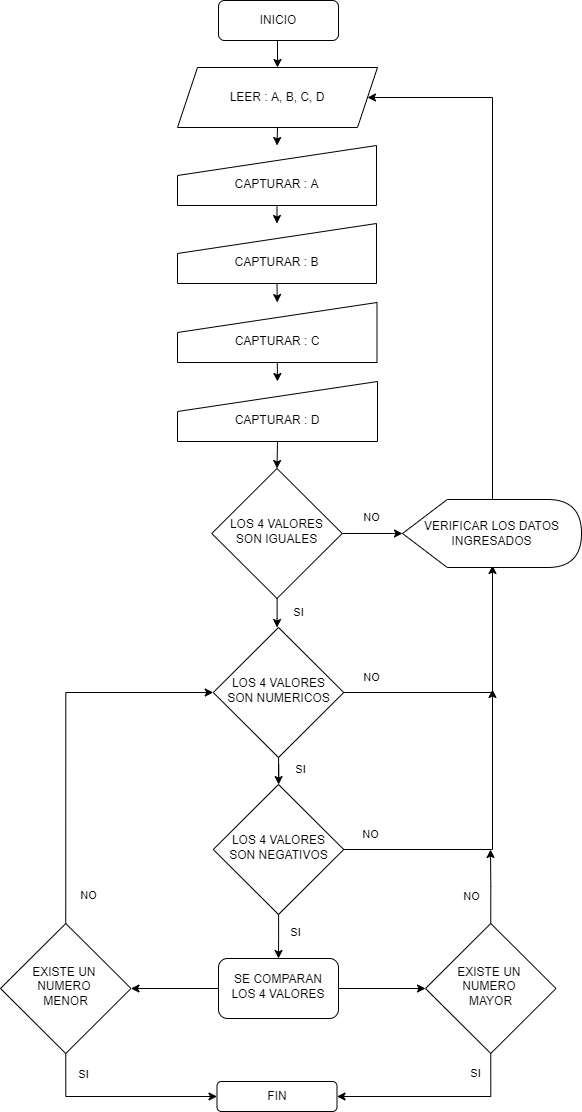 INICIO
LEER : A, B, C, D
CAPTURAR : A
CAPTURAR : B
CAPTURAR : C
CAPTURAR : D
LOS 4 VALORES
SON IGUALES
NO
VERIFICAR LOS DATOS
INGRESADOS
SI
LOS 4 VALORES
SON NUMERICOS
NO
SI
LOS 4 VALORES
SON NEGATIVOS
NO
NO
NO
SI
EXISTE UN
NUMERO
MENOR
SE COMPARAN
LOS 4 VALORES
EXISTE UN
NUMERO
MAYOR
SI
SI
FIN